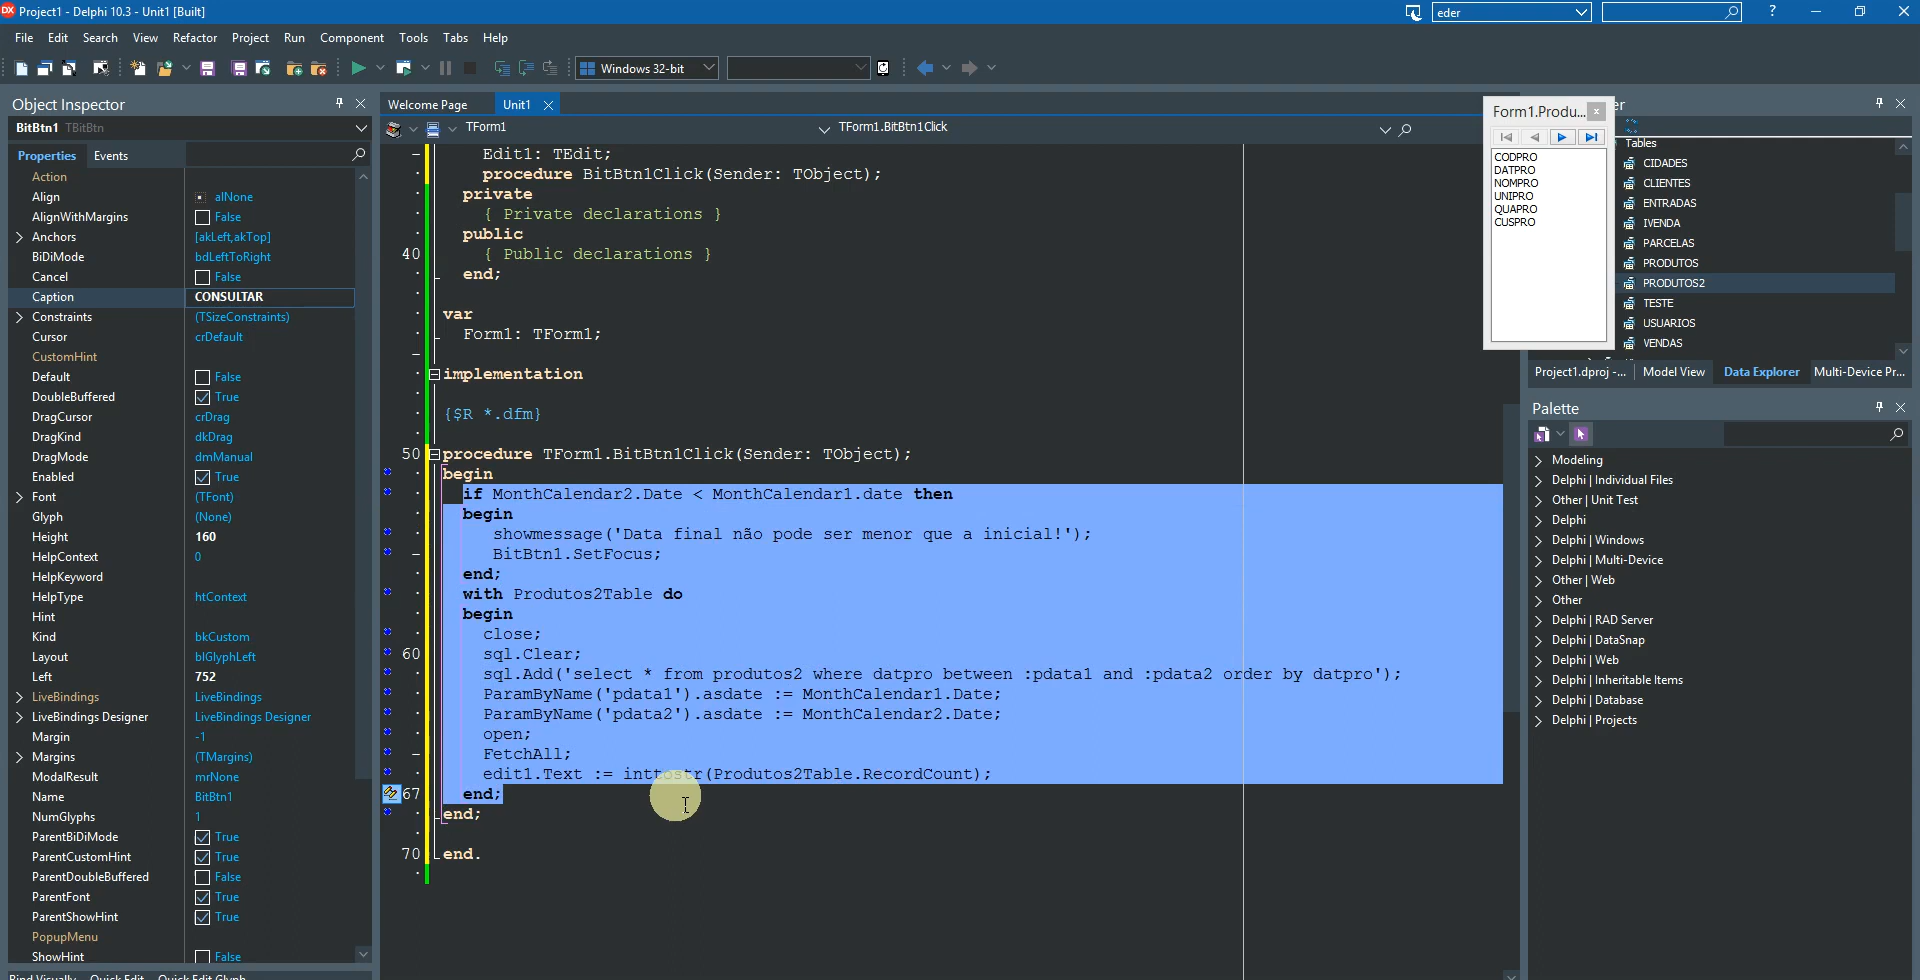 DX Project1 - Delphi 10.3 - Unit1 [Built]
eder
?
File Edit Search View Refactor Project Run Component Tools Tabs Help
Windows 32-bit
Object Inspector
BitBtn1 TBitBtn
Properties Events
Action
Align alNone
AlignWithMargins False
Anchors [akLeft,akTop]
BiDiMode bdLeftToRight
Cancel False
Caption CONSULTAR
Constraints (TSizeConstraints)
Cursor crDefault
CustomHint
Default False
DoubleBuffered True
DragCursor crDrag
DragKind dkDrag
DragMode dmManual
Enabled True
Font (TFont)
Glyph (None)
Height 160
HelpContext 0
HelpKeyword
HelpType htContext
Hint
Kind bkCustom
Layout blGlyphLeft
Left 752
LiveBindings LiveBindings
LiveBindings Designer LiveBindings Designer
Margin -1
Margins (TMargins)
ModalResult mrNone
Name BitBtn1
NumGlyphs 1
ParentBiDiMode True
ParentCustomHint True
ParentDoubleBuffered False
ParentFont True
ParentShowHint True
PopupMenu
ShowHint False
Bind Visually... Quick Edit... Quick Edit Glyph...
Welcome Page Unit1
TForm1 TForm1.BitBtn1Click
Edit1: TEdit;
procedure BitBtn1Click(Sender: TObject);
private
{ Private declarations }
public
40 { Public declarations }
end;
var
Form1: TForm1;
implementation
{$R *.dfm}
50 procedure TForm1.BitBtn1Click(Sender: TObject);
begin
if MonthCalendar2.Date < MonthCalendar1.date then
begin
showmessage('Data final não pode ser menor que a inicial!');
BitBtn1.SetFocus;
end;
with Produtos2Table do
begin
close;
60 sql.Clear;
sql.Add('select * from produtos2 where datpro between :pdata1 and :pdata2 order by datpro');
ParamByName('pdata1').asdate := MonthCalendar1.Date;
ParamByName('pdata2').asdate := MonthCalendar2.Date;
open;
FetchAll;
edit1.Text := inttostr(Produtos2Table.RecordCount);
67 end;
end;
70 end.
Form1.Produ...
CODPRO
DATPRO
NOMPRO
UNIPRO
QUAPRO
CUSPRO
er
Tables
CIDADES
CLIENTES
ENTRADAS
IVENDA
PARCELAS
PRODUTOS
PRODUTOS2
TESTE
USUARIOS
VENDAS
Project1.dproj -... Model View Data Explorer Multi-Device Pr...
Palette
Modeling
Delphi | Individual Files
Other | Unit Test
Delphi
Delphi | Windows
Delphi | Multi-Device
Other | Web
Other
Delphi | RAD Server
Delphi | DataSnap
Delphi | Web
Delphi | Inheritable Items
Delphi | Database
Delphi | Projects